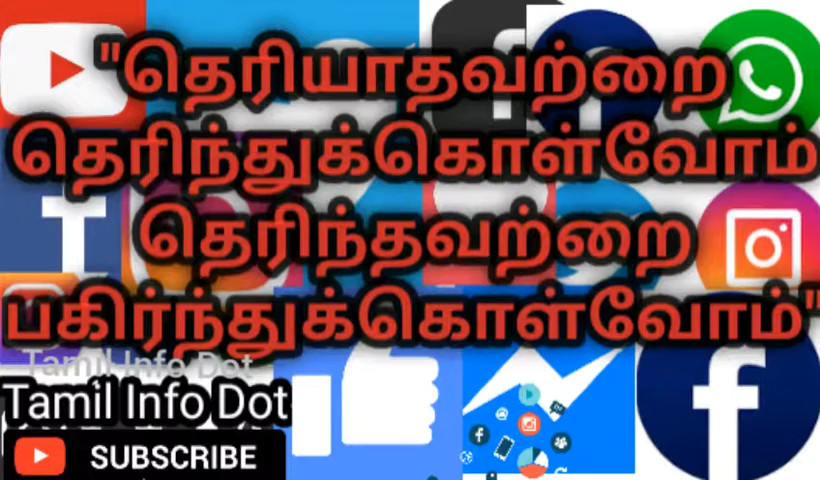 "தெரியாதவற்றை
தெரிந்துக்கொள்வோம்
தெரிந்தவற்றை
பகிர்ந்துக்கொள்வோம்"
Tamil Info Dot
Tamil Info Dot
SUBSCRIBE